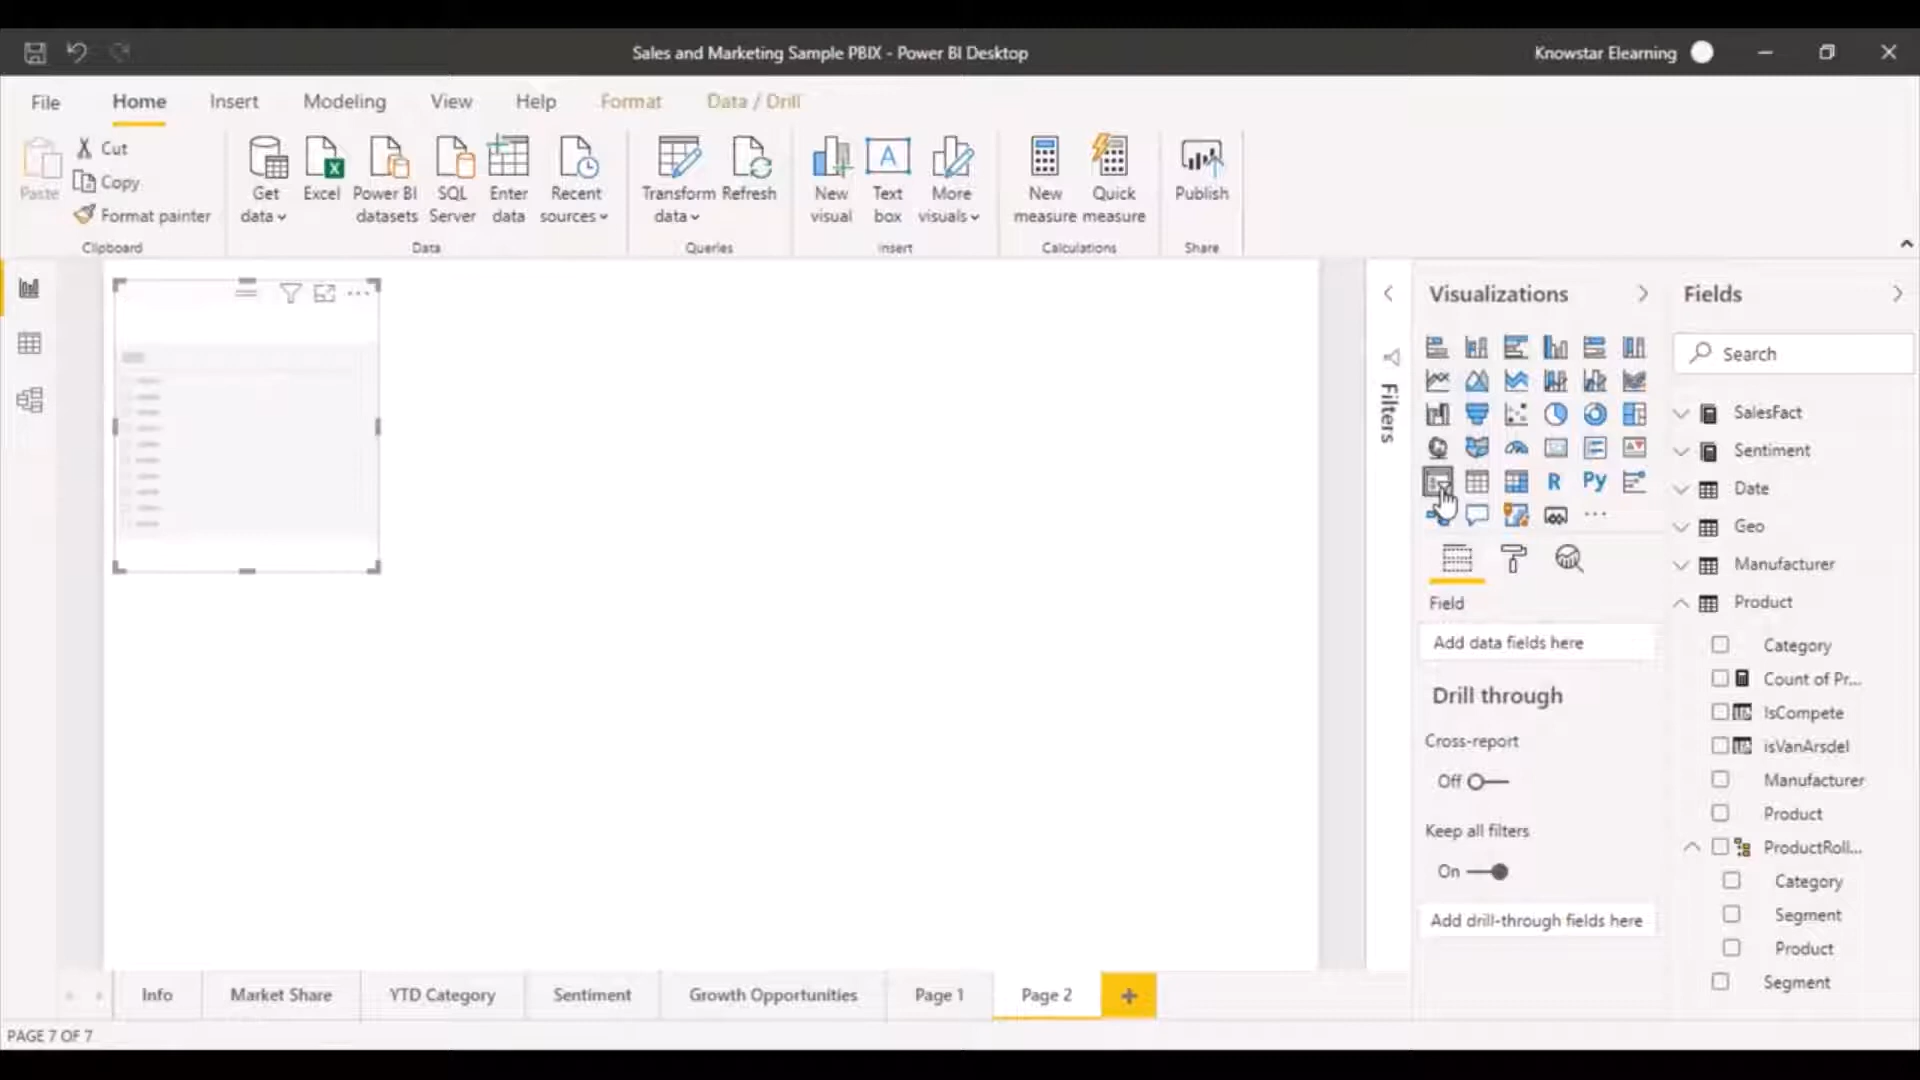 Sales and Marketing Sample PBIX - Power BI Desktop
Knowstar Elearning
File
Home
Insert
Modeling
View
Help
Format
Data / Drill
Paste
Cut
Copy
Format painter
Clipboard
Get data
Excel
Power BI datasets
SQL Server
Enter data
Recent sources
Data
Transform data
Refresh
Queries
New visual
A
Text box
More visuals
Insert
New measure
Quick measure
Calculations
Publish
Share
Filters
Visualizations
R
Py
Field
Add data fields here
Drill through
Cross-report
Off
Keep all filters
On
Add drill-through fields here
Fields
Search
SalesFact
Sentiment
Date
Geo
Manufacturer
Product
Category
Count of Pr...
IsCompete
isVanArsdel
Manufacturer
Product
ProductRoll...
Category
Segment
Product
Segment
Info
Market Share
YTD Category
Sentiment
Growth Opportunities
Page 1
Page 2
PAGE 7 OF 7